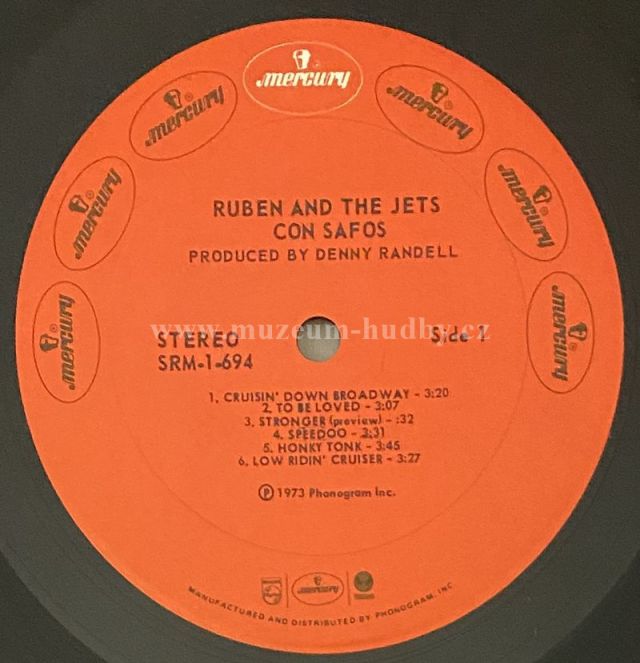 mercury
mercury
mercury
mercury
mercury
mercury
mercury
RUBEN AND THE JETS
CON SAFOS
PRODUCED BY DENNY RANDELL
www.muzeum-hudby.cz
STEREO
Side 1
SRM-1-694
1. CRUISIN' DOWN BROADWAY - 3:20
2. TO BE LOVED - 3:07
3. STRONGER (preview) - :32
4. SPEEDOO - 3:31
5. HONKY TONK - 3:45
6. LOW RIDIN' CRUISER - 3:27
Ⓟ 1973 Phonogram Inc.
mercury
MANUFACTURED AND DISTRIBUTED BY PHONOGRAM, INC.